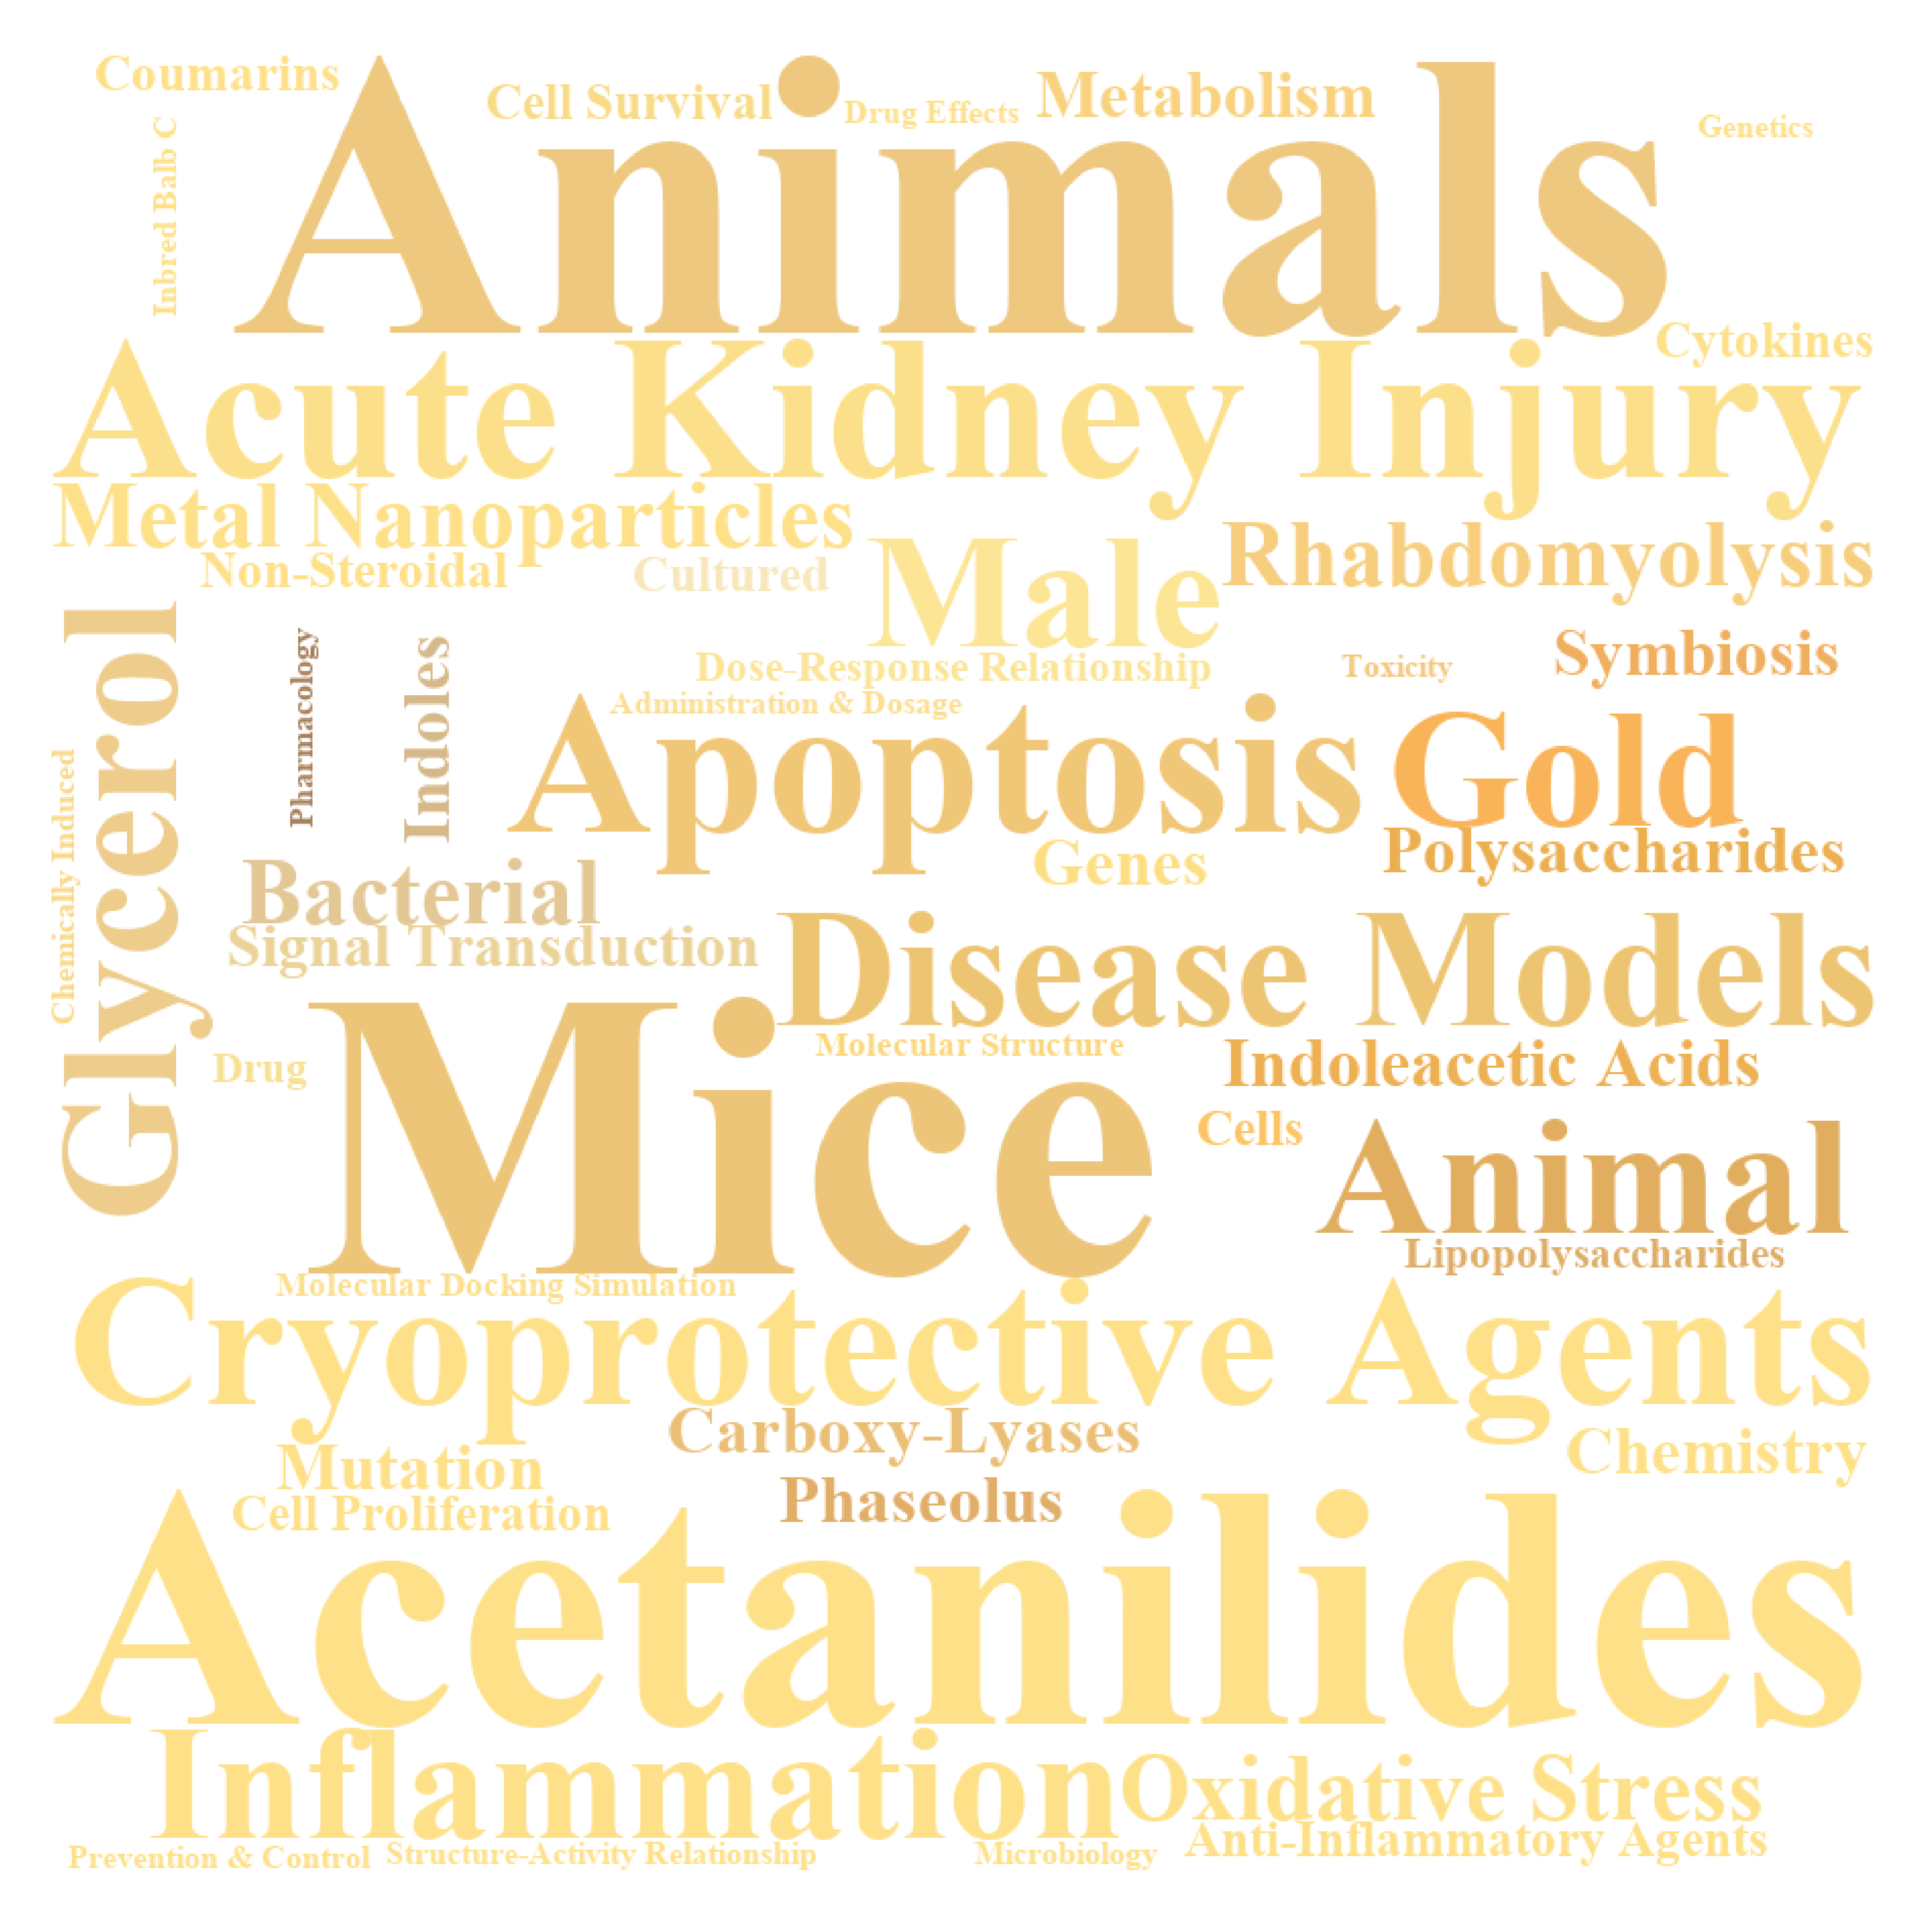 Coumarins
Cell Survival
Drug Effects
Metabolism
Genetics
Inbred Balb C
Animals
Cytokines
Acute Kidney Injury
Metal Nanoparticles
Non-Steroidal
Cultured
Male
Rhabdomyolysis
Glycerol
Pharmacology
Indoles
Dose-Response Relationship
Toxicity
Symbiosis
Administration & Dosage
Apoptosis
Gold
Chemically Induced
Genes
Polysaccharides
Bacterial
Signal Transduction
Disease Models
Mice
Molecular Structure
Drug
Indoleacetic Acids
Cells
Animal
Lipopolysaccharides
Molecular Docking Simulation
Cryoprotective Agents
Carboxy-Lyases
Chemistry
Mutation
Phaseolus
Cell Proliferation
Acetanilides
Inflammation
Oxidative Stress
Anti-Inflammatory Agents
Prevention & Control
Structure-Activity Relationship
Microbiology